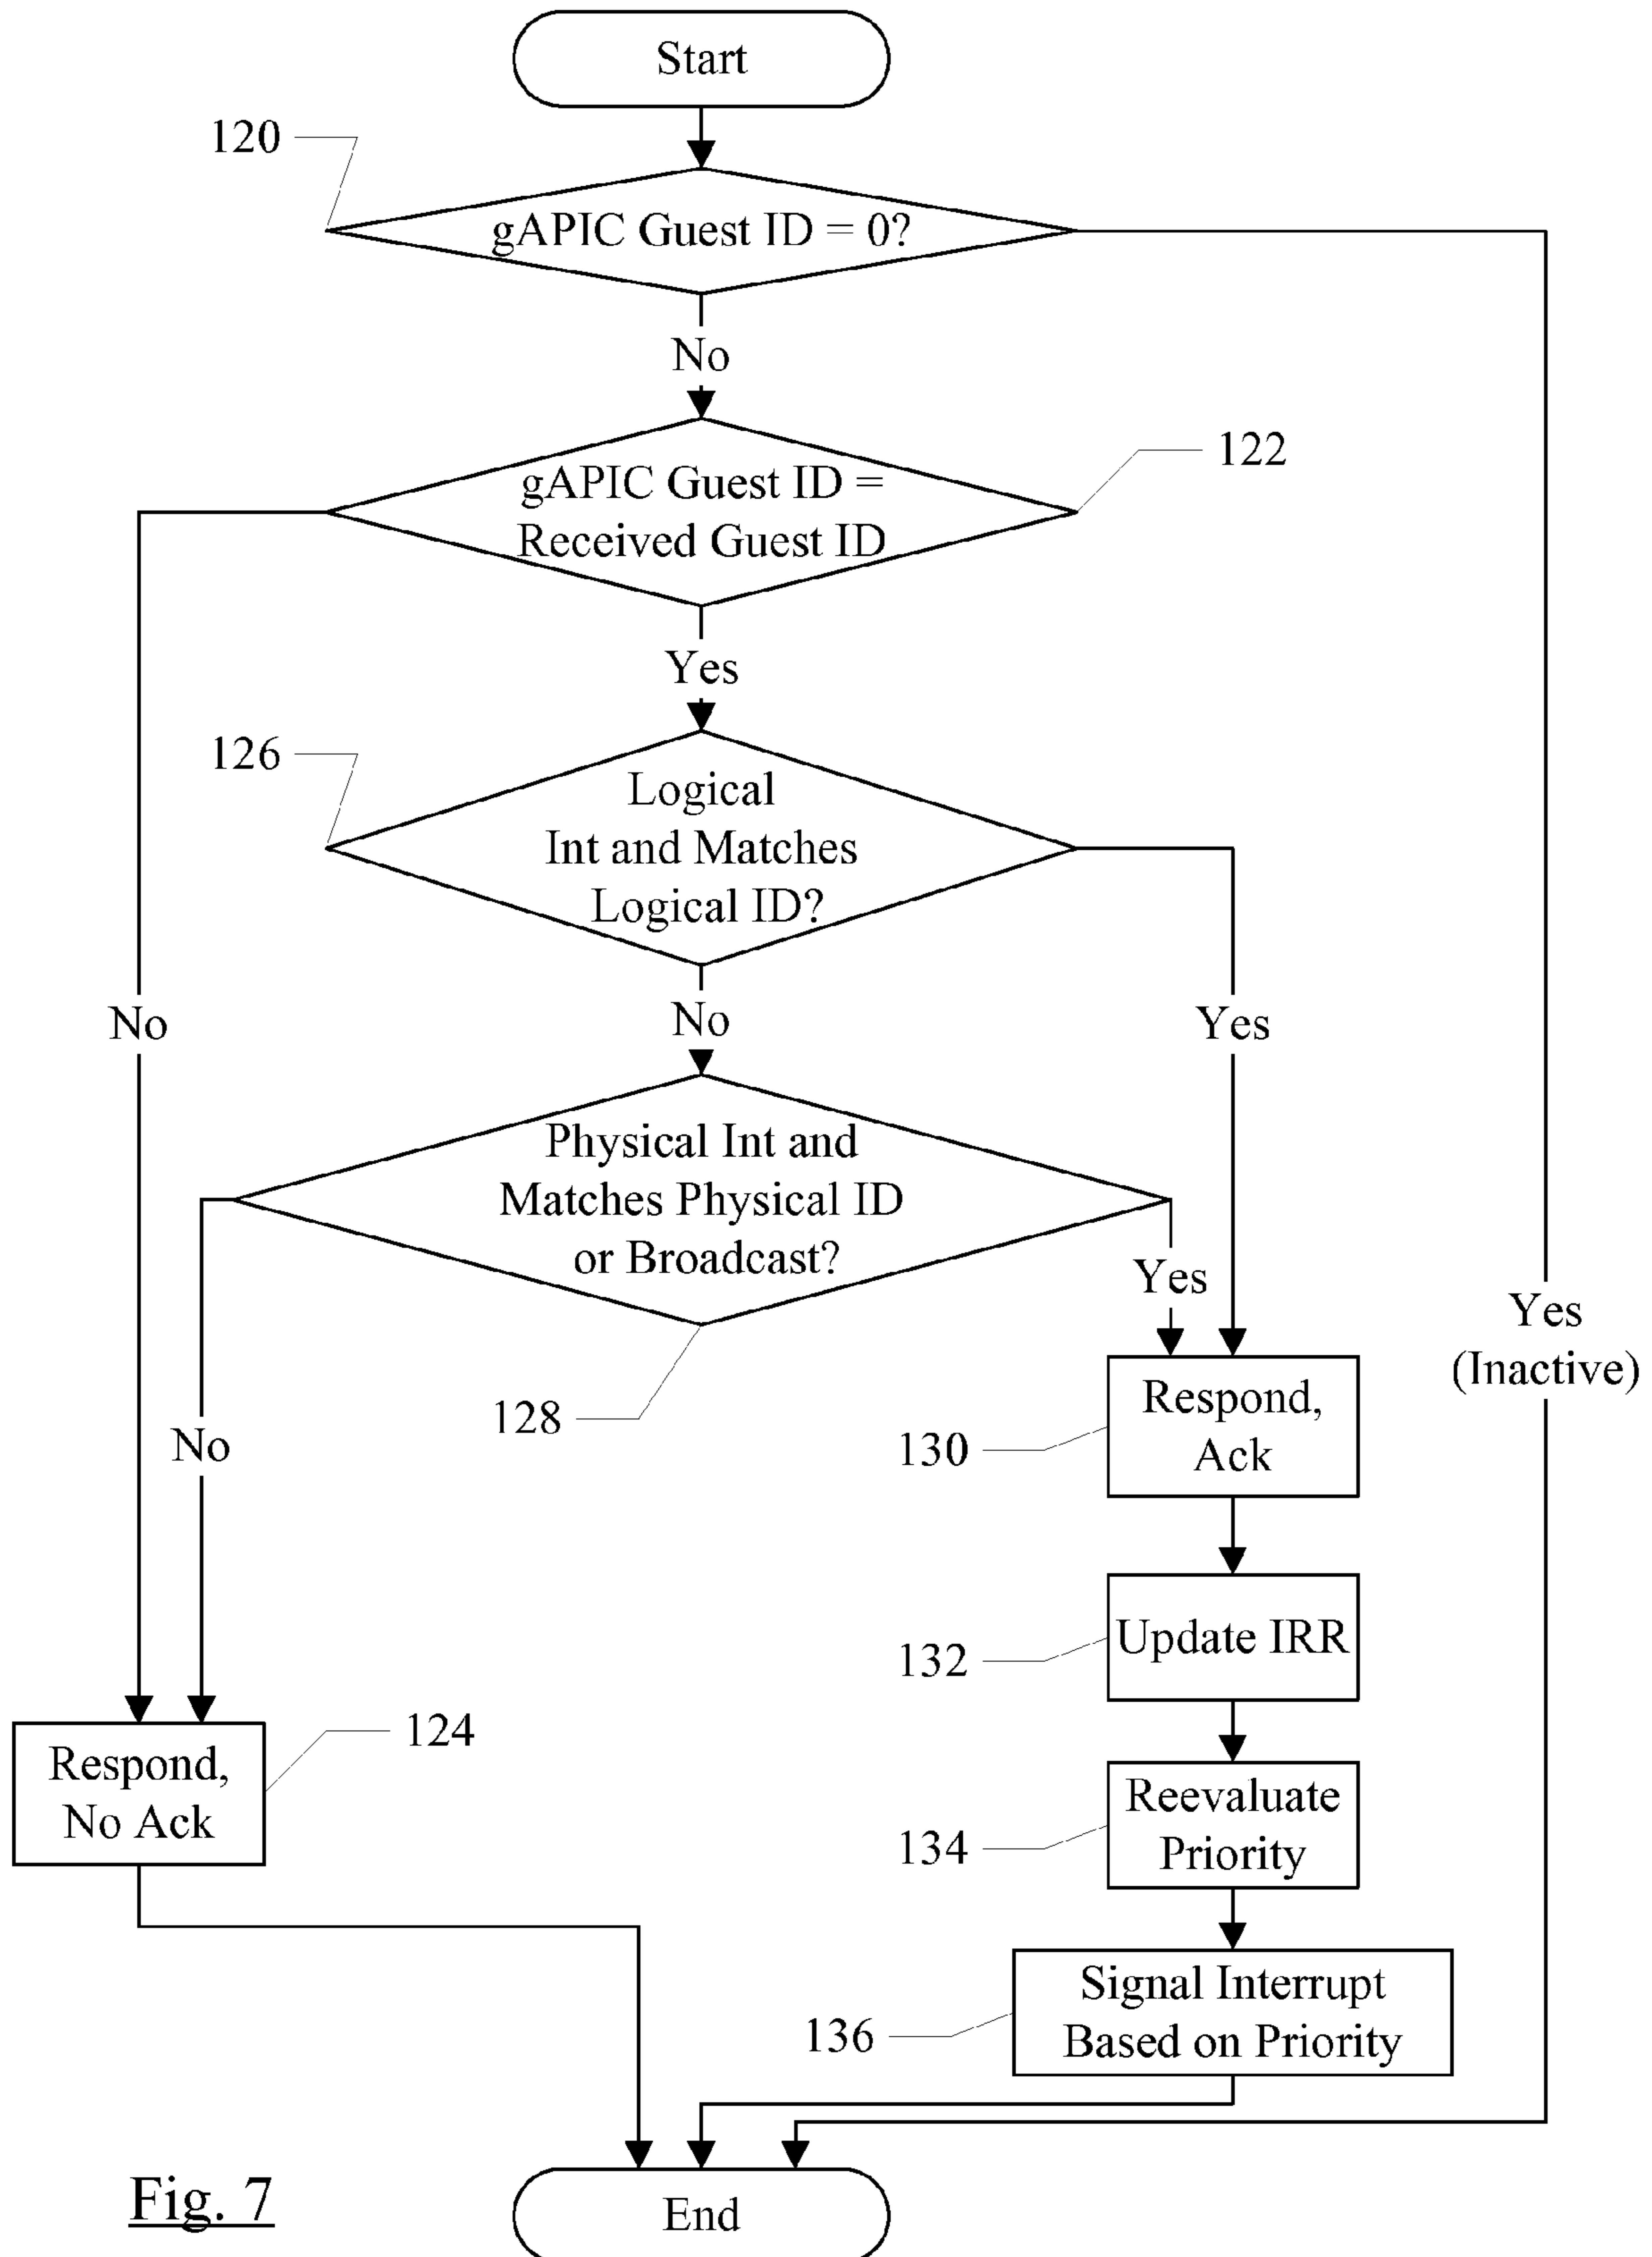 Start
120
gAPIC Guest ID = 0?
No
122
gAPIC Guest ID =
Received Guest ID
Yes
126
Logical
Int and Matches
Logical ID?
No
No
Yes
Physical Int and
Matches Physical ID
or Broadcast?
Yes
Yes
(Inactive)
128
No
Respond,
Ack
130
Update IRR
132
124
Respond,
No Ack
Reevaluate
Priority
134
Signal Interrupt
Based on Priority
136
Fig. 7
End